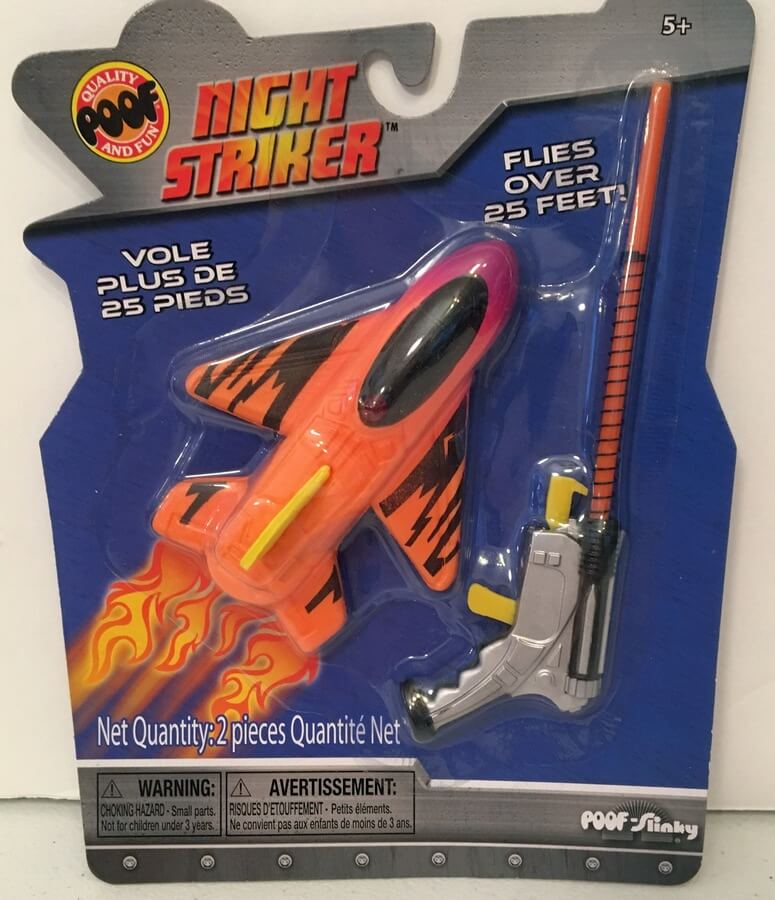 5+
QUALITY
POOF
AND FUN
NIGHT
STRIKER™
FLIES
OVER
25 FEET!
VOLE
PLUS DE
25 PIEDS
Net Quantity: 2 pieces Quantité Net
⚠ WARNING:
CHOKING HAZARD - Small parts.
Not for children under 3 years.
⚠ AVERTISSEMENT:
RISQUES D'ETOUFFEMENT - Petits éléments.
Ne convient pas aux enfants de moins de 3 ans.
POOF-Slinky®